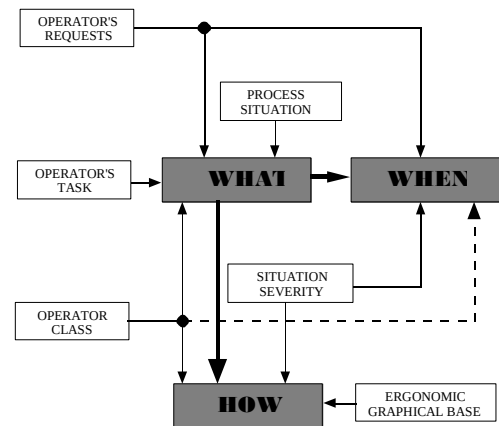 OPERATOR'S
REQUESTS
PROCESS
SITUATION
OPERATOR'S
TASK
WHAT
WHEN
SITUATION
SEVERITY
OPERATOR
CLASS
HOW
ERGONOMIC
GRAPHICAL BASE